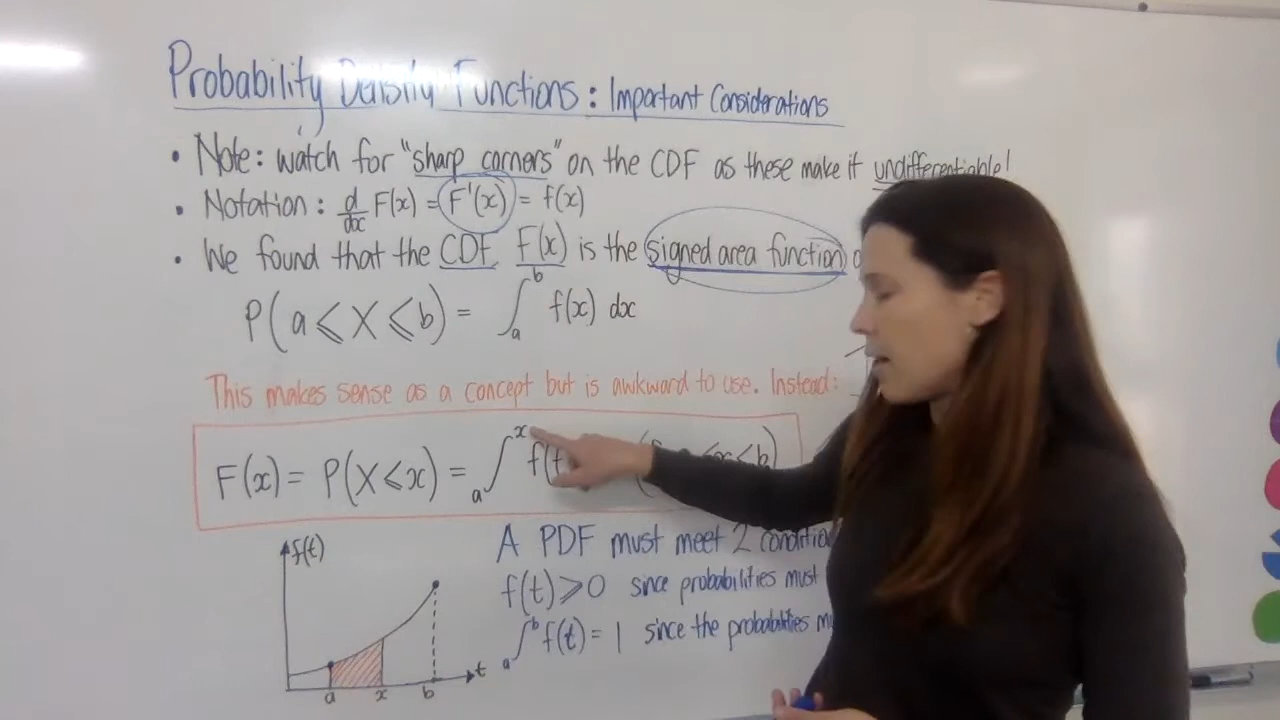 Probability Density Functions: Important Considerations
• Note: watch for "sharp corners" on the CDF as these make it undifferentiable!
• Notation: d/dx F(x) = F'(x) = f(x)
• We found that the CDF F(x) is the signed area function
P(a ≤ X ≤ b) = ∫_a^b f(x) dx
This makes sense as a concept but is awkward to use. Instead:
F(x) = P(X ≤ x) = ∫_a^x f(t
A PDF must meet 2 condition
f(t) ≥ 0 since probabilities must
∫_a^b f(t) = 1 since the probabilities
f(t)
t
a x b